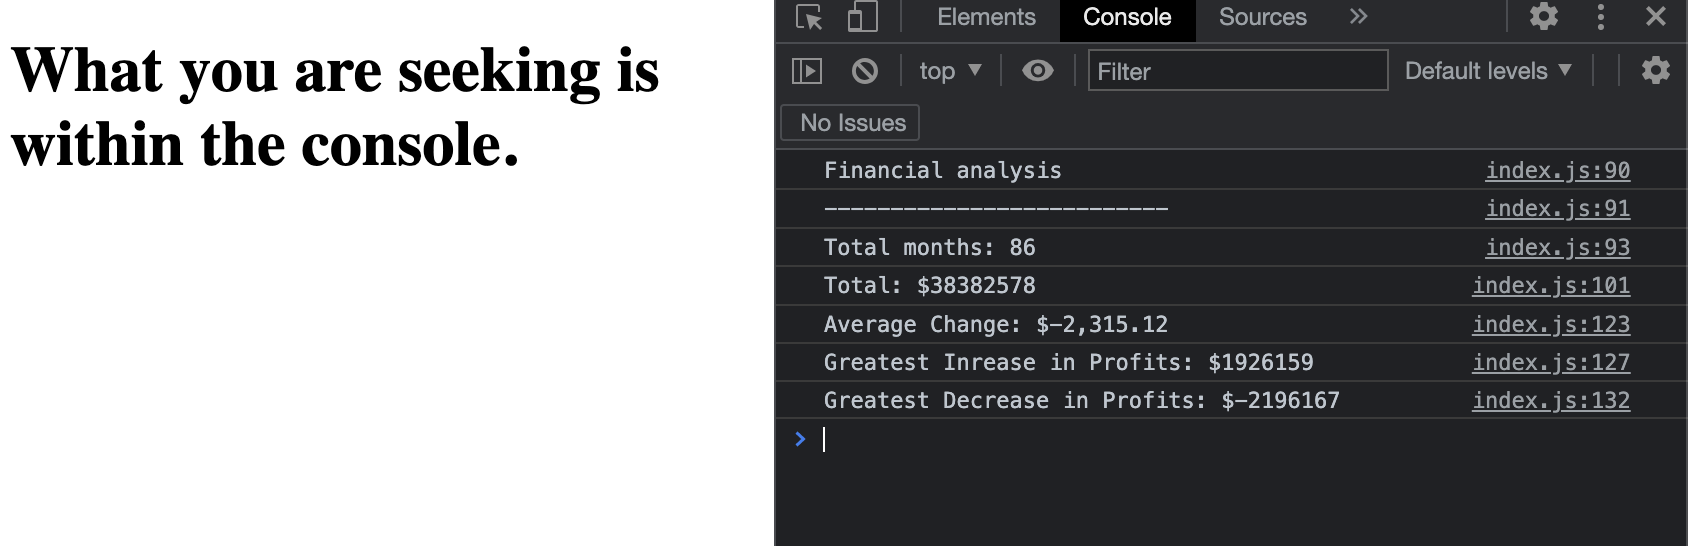 What you are seeking is
within the console.
Elements Console Sources »
top ▼ Filter Default levels ▼
No Issues
Financial analysis index.js:90
-------------------------- index.js:91
Total months: 86 index.js:93
Total: $38382578 index.js:101
Average Change: $-2,315.12 index.js:123
Greatest Inrease in Profits: $1926159 index.js:127
Greatest Decrease in Profits: $-2196167 index.js:132
>